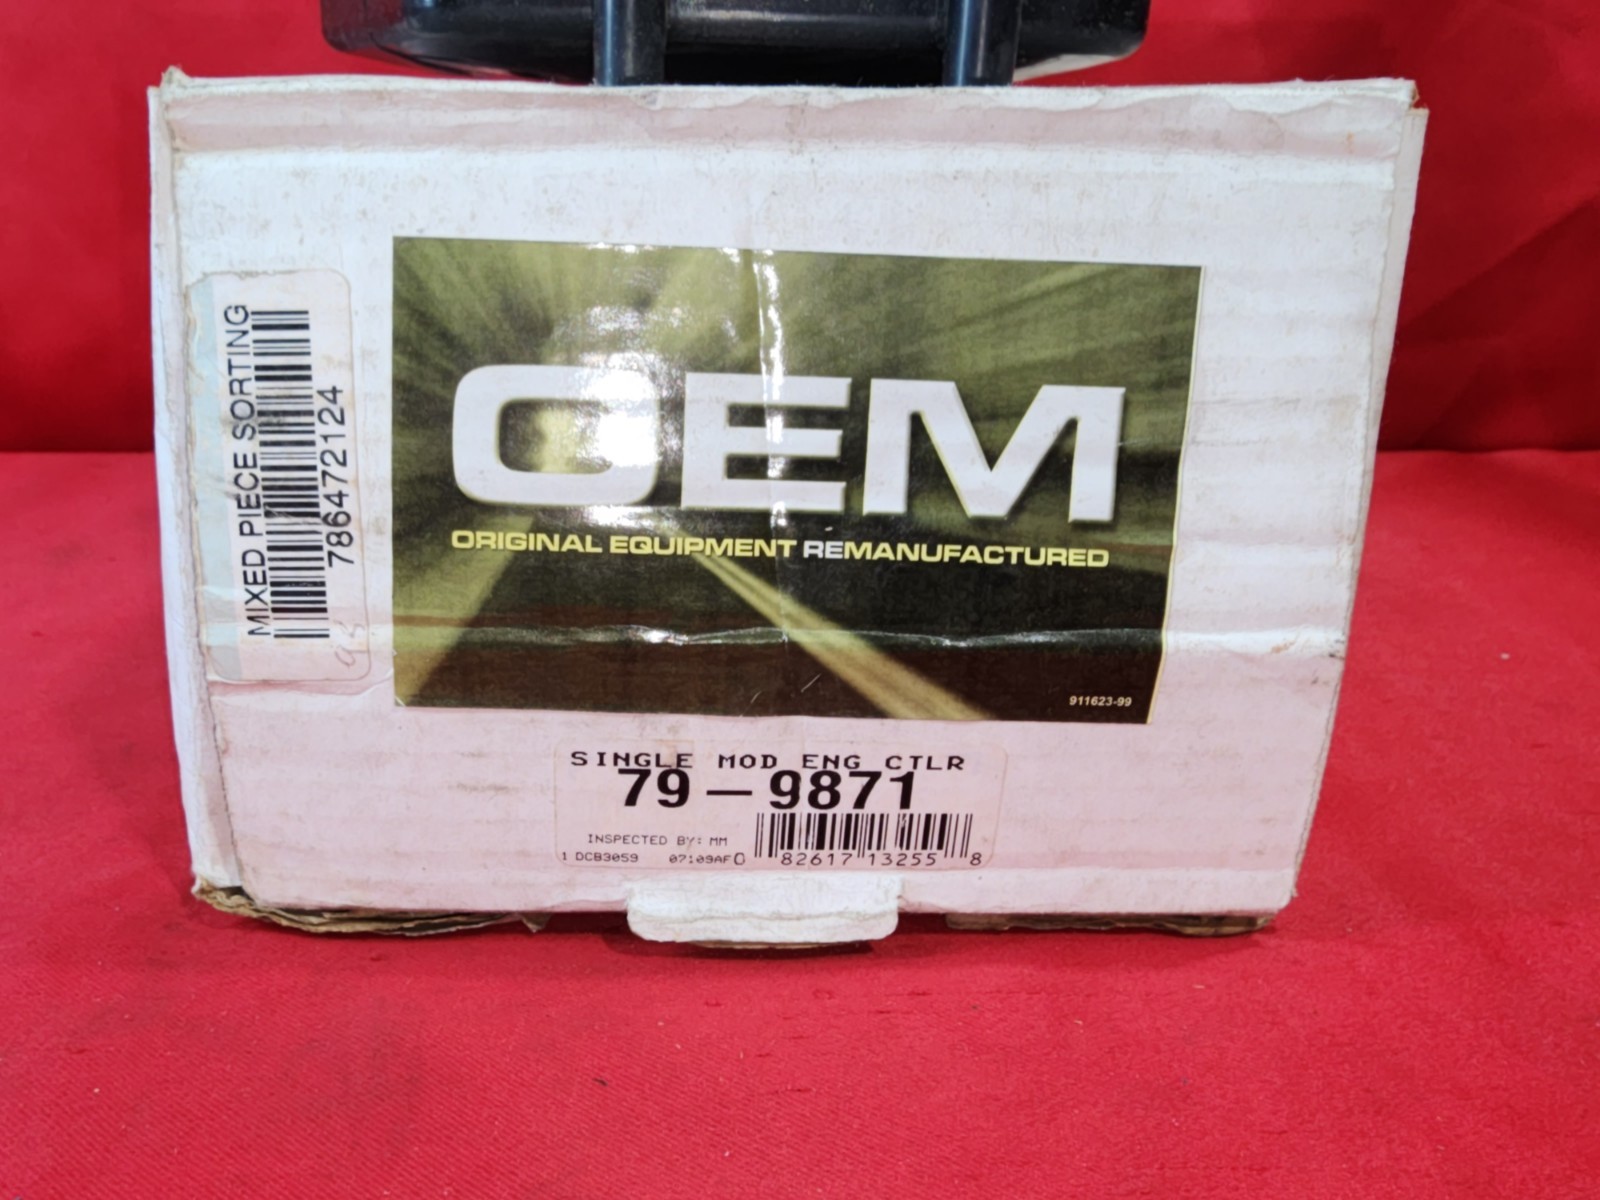 MIXED PIECE SORTING
786472124
OEM
ORIGINAL EQUIPMENT REMANUFACTURED
911623-99
SINGLE MOD ENG CTLR
79-9871
INSPECTED BY: MM
1 DCB3059 07:09AF
0 82617 13255 8